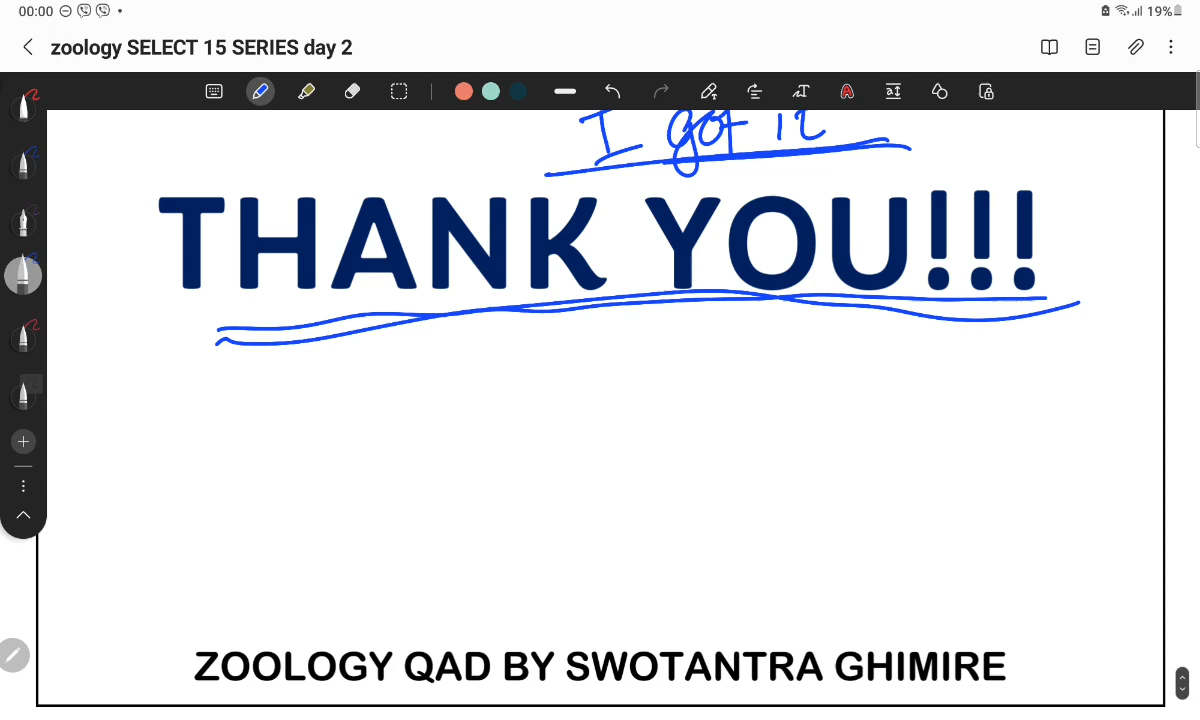 00:00 19%
zoology SELECT 15 SERIES day 2
I got it
THANK YOU!!!
ZOOLOGY QAD BY SWOTANTRA GHIMIRE